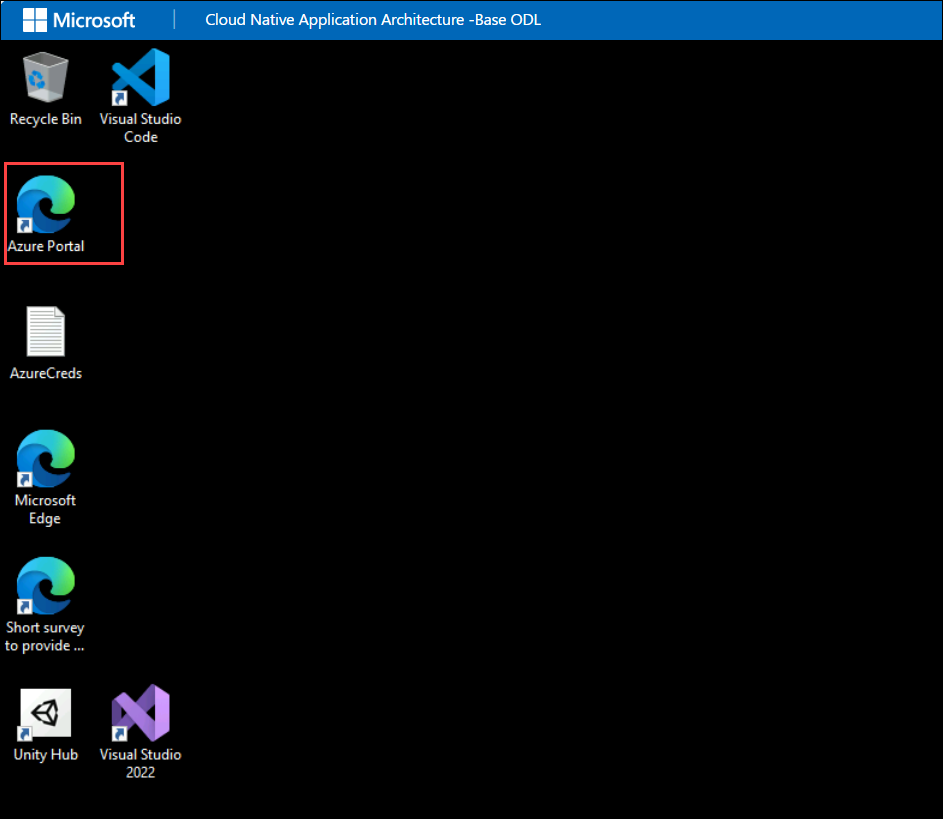 Microsoft
Cloud Native Application Architecture -Base ODL
Recycle Bin
Visual Studio
Code
Azure Portal
AzureCreds
Microsoft
Edge
Short survey
to provide ...
Unity Hub
Visual Studio
2022